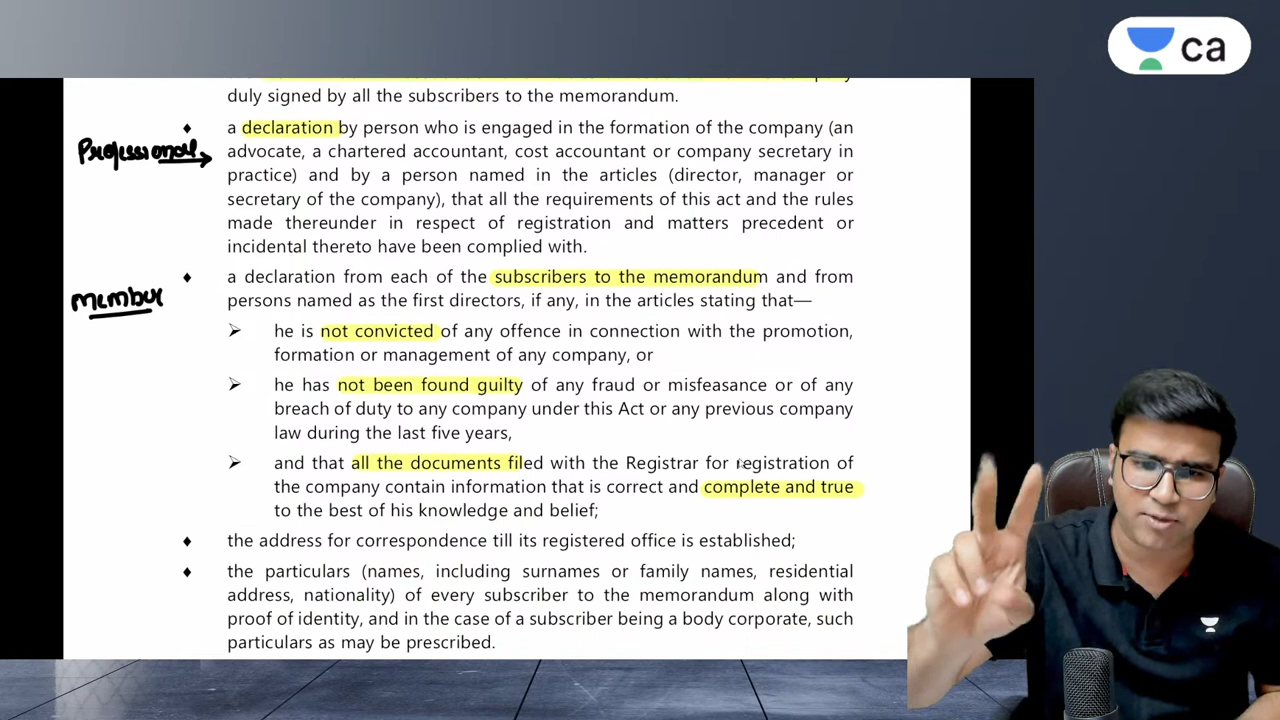 ca
duly signed by all the subscribers to the memorandum.
♦ a declaration by person who is engaged in the formation of the company (an
Professional
advocate, a chartered accountant, cost accountant or company secretary in
practice) and by a person named in the articles (director, manager or
secretary of the company), that all the requirements of this act and the rules
made thereunder in respect of registration and matters precedent or
incidental thereto have been complied with.
♦ a declaration from each of the subscribers to the memorandum and from
Member
persons named as the first directors, if any, in the articles stating that—
➢ he is not convicted of any offence in connection with the promotion,
formation or management of any company, or
➢ he has not been found guilty of any fraud or misfeasance or of any
breach of duty to any company under this Act or any previous company
law during the last five years,
➢ and that all the documents filed with the Registrar for registration of
the company contain information that is correct and complete and true
to the best of his knowledge and belief;
♦ the address for correspondence till its registered office is established;
♦ the particulars (names, including surnames or family names, residential
address, nationality) of every subscriber to the memorandum along with
proof of identity, and in the case of a subscriber being a body corporate, such
particulars as may be prescribed.